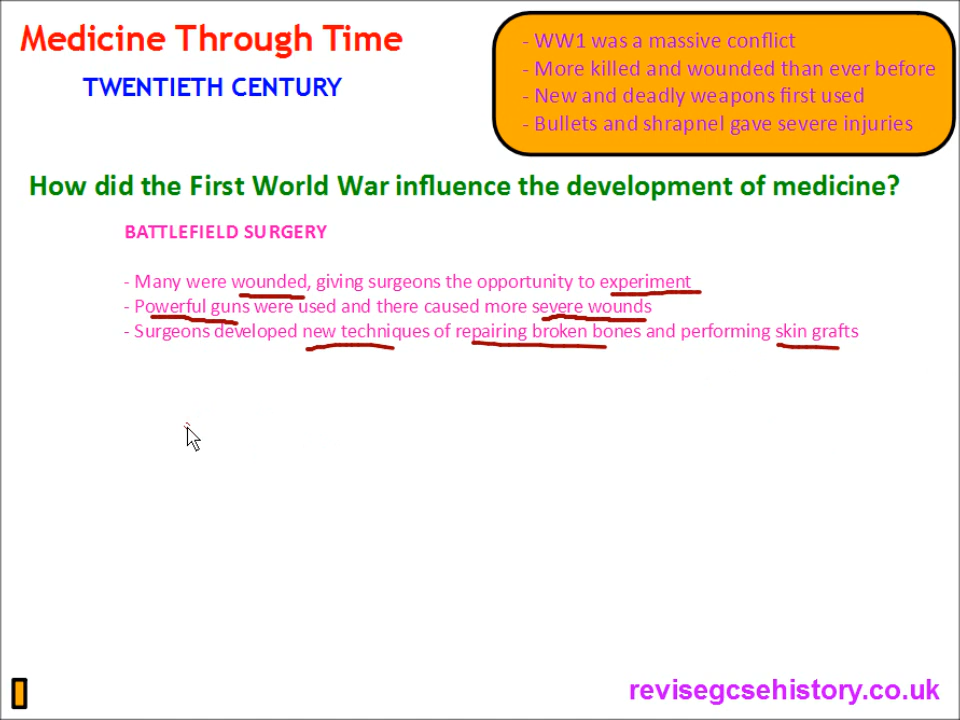 Medicine Through Time
TWENTIETH CENTURY
- WW1 was a massive conflict
- More killed and wounded than ever before
- New and deadly weapons first used
- Bullets and shrapnel gave severe injuries
How did the First World War influence the development of medicine?
BATTLEFIELD SURGERY
- Many were wounded, giving surgeons the opportunity to experiment
- Powerful guns were used and there caused more severe wounds
- Surgeons developed new techniques of repairing broken bones and performing skin grafts
revisegcsehistory.co.uk